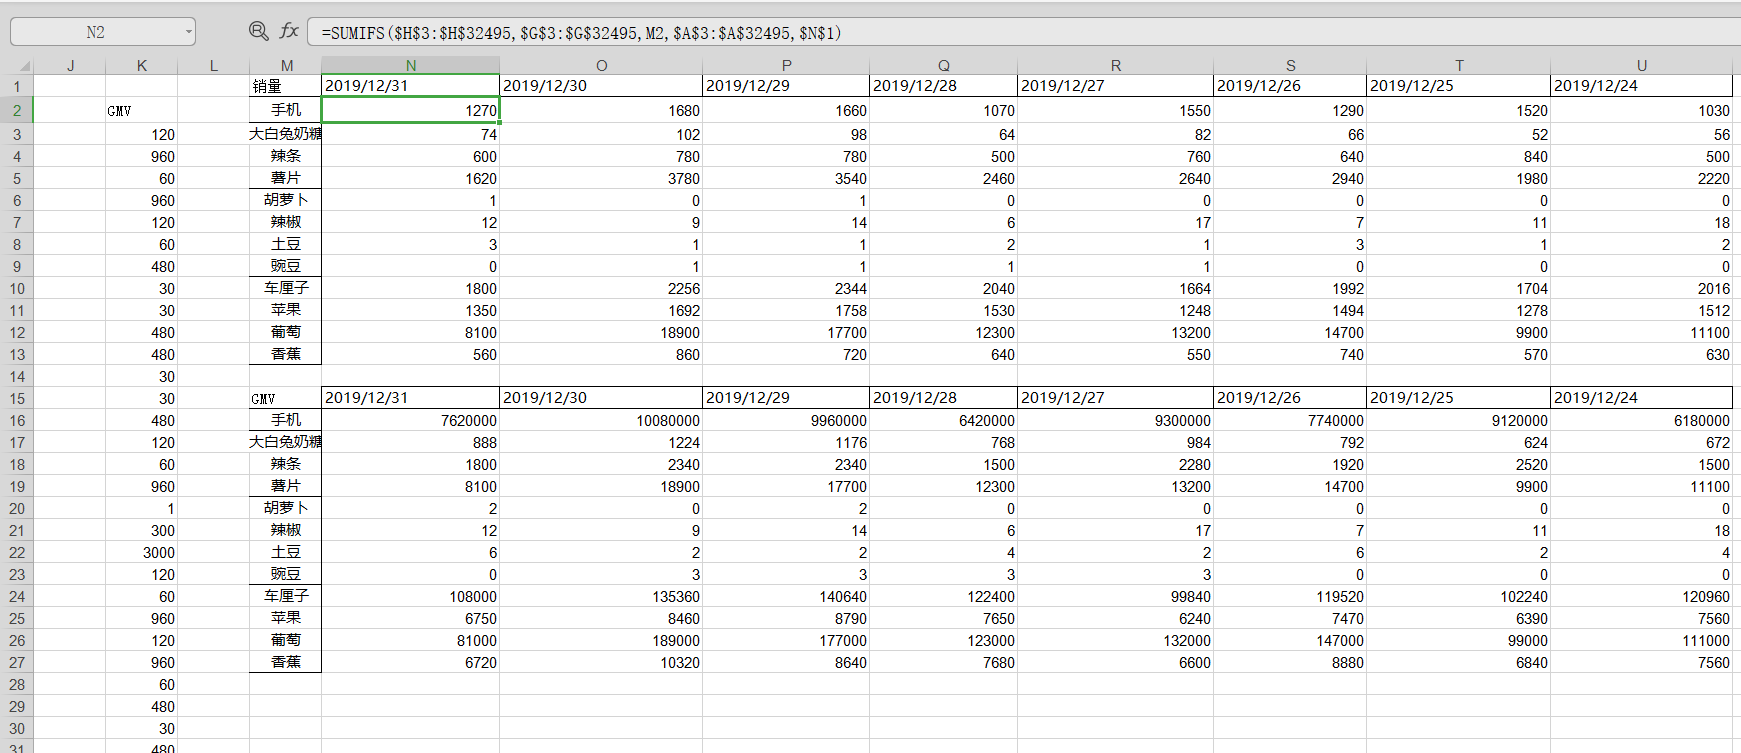 N2 fx =SUMIFS($H$3:$H$32495,$G$3:$G$32495,M2,$A$3:$A$32495,$N$1)
J K L M N O P Q R S T U
1 销量 2019/12/31 2019/12/30 2019/12/29 2019/12/28 2019/12/27 2019/12/26 2019/12/25 2019/12/24
2 GMV 手机 1270 1680 1660 1070 1550 1290 1520 1030
3 120 大白兔奶糖 74 102 98 64 82 66 52 56
4 960 辣条 600 780 780 500 760 640 840 500
5 60 薯片 1620 3780 3540 2460 2640 2940 1980 2220
6 960 胡萝卜 1 0 1 0 0 0 0 0
7 120 辣椒 12 9 14 6 17 7 11 18
8 60 土豆 3 1 1 2 1 3 1 2
9 480 豌豆 0 1 1 1 1 0 0 0
10 30 车厘子 1800 2256 2344 2040 1664 1992 1704 2016
11 30 苹果 1350 1692 1758 1530 1248 1494 1278 1512
12 480 葡萄 8100 18900 17700 12300 13200 14700 9900 11100
13 480 香蕉 560 860 720 640 550 740 570 630
14 30
15 30 GMV 2019/12/31 2019/12/30 2019/12/29 2019/12/28 2019/12/27 2019/12/26 2019/12/25 2019/12/24
16 480 手机 7620000 10080000 9960000 6420000 9300000 7740000 9120000 6180000
17 120 大白兔奶糖 888 1224 1176 768 984 792 624 672
18 60 辣条 1800 2340 2340 1500 2280 1920 2520 1500
19 960 薯片 8100 18900 17700 12300 13200 14700 9900 11100
20 1 胡萝卜 2 0 2 0 0 0 0 0
21 300 辣椒 12 9 14 6 17 7 11 18
22 3000 土豆 6 2 2 4 2 6 2 4
23 120 豌豆 0 3 3 3 3 0 0 0
24 60 车厘子 108000 135360 140640 122400 99840 119520 102240 120960
25 960 苹果 6750 8460 8790 7650 6240 7470 6390 7560
26 120 葡萄 81000 189000 177000 123000 132000 147000 99000 111000
27 960 香蕉 6720 10320 8640 7680 6600 8880 6840 7560
28 60
29 480
30 30
31 480